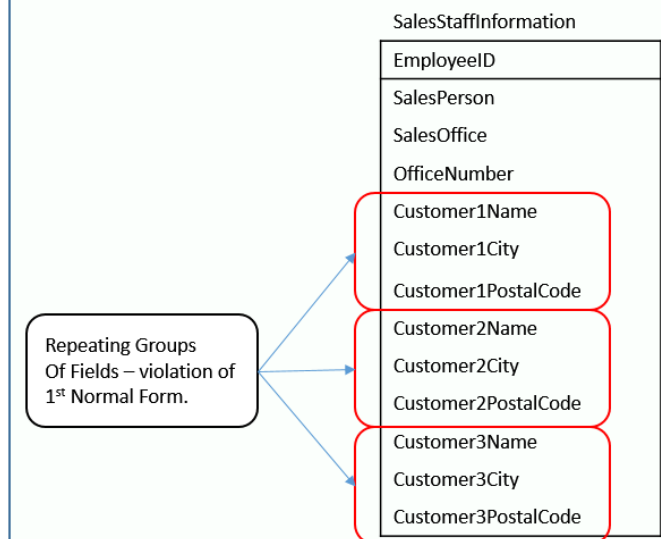 SalesStaffInformation
EmployeeID
SalesPerson
SalesOffice
OfficeNumber
Customer1Name
Customer1City
Customer1PostalCode
Customer2Name
Customer2City
Customer2PostalCode
Customer3Name
Customer3City
Customer3PostalCode
Repeating Groups
Of Fields – violation of
1st Normal Form.